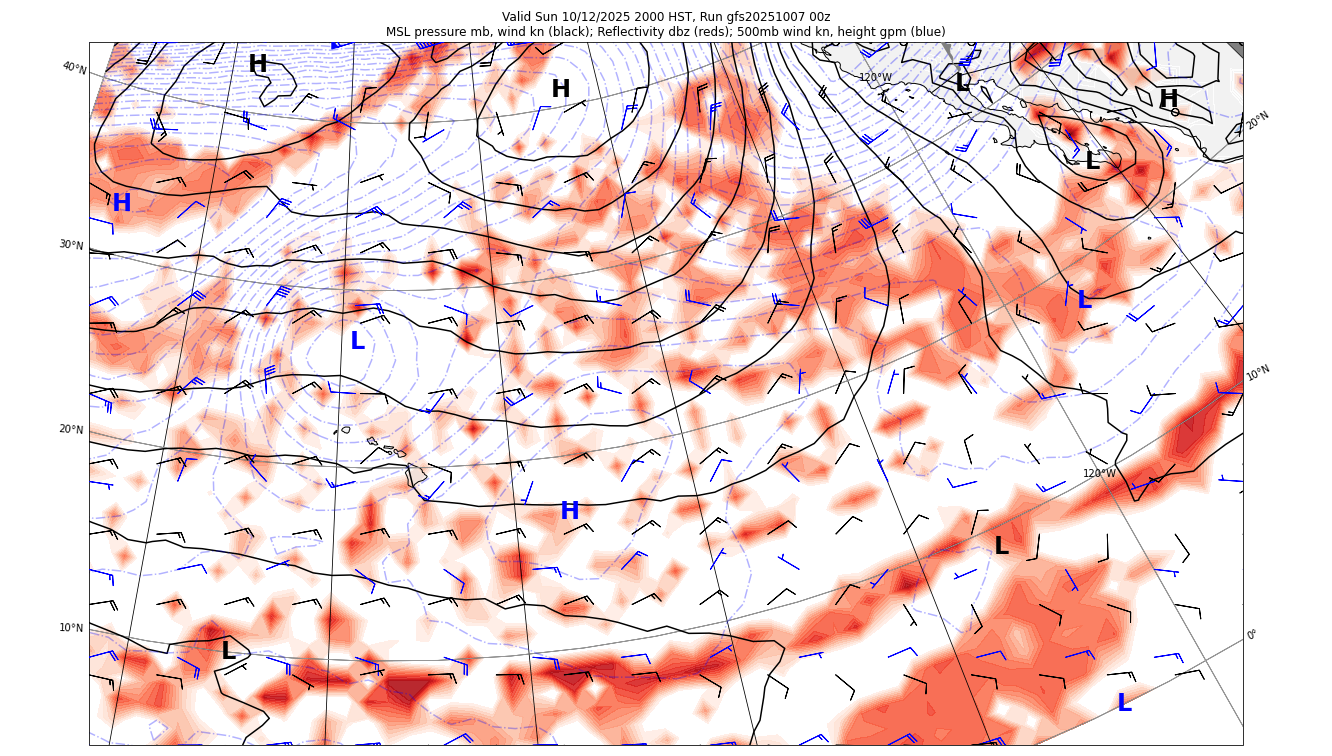 Valid Sun 10/12/2025 2000 HST, Run gfs20251007 00z
MSL pressure mb, wind kn (black); Reflectivity dbz (reds); 500mb wind kn, height gpm (blue)
H
40°N
120°W
L
H
H
20°N
L
H
30°N
L
L
10°N
20°N
120°W
H
L
10°N
0°
L
L